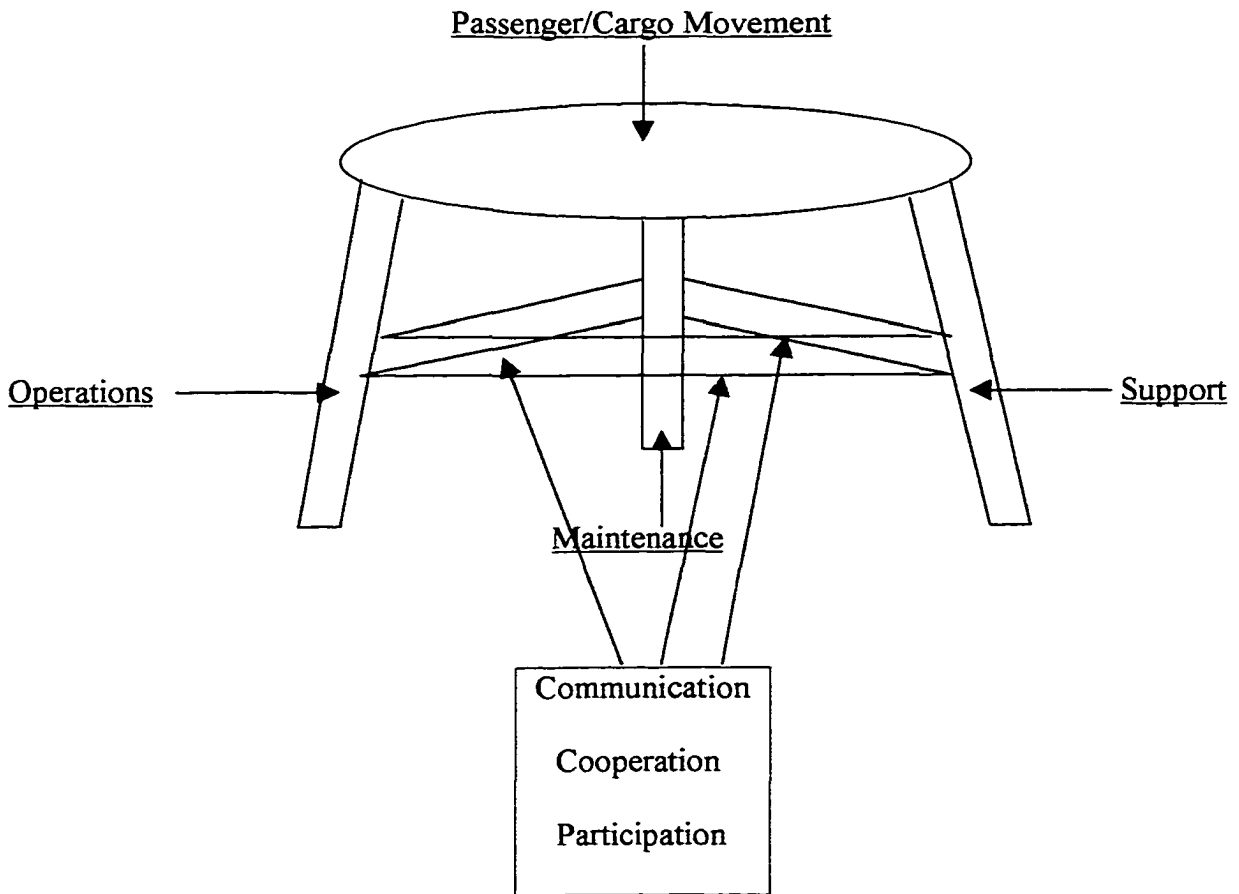 Passenger/Cargo Movement
Operations
Support
Maintenance
Communication
Cooperation
Participation